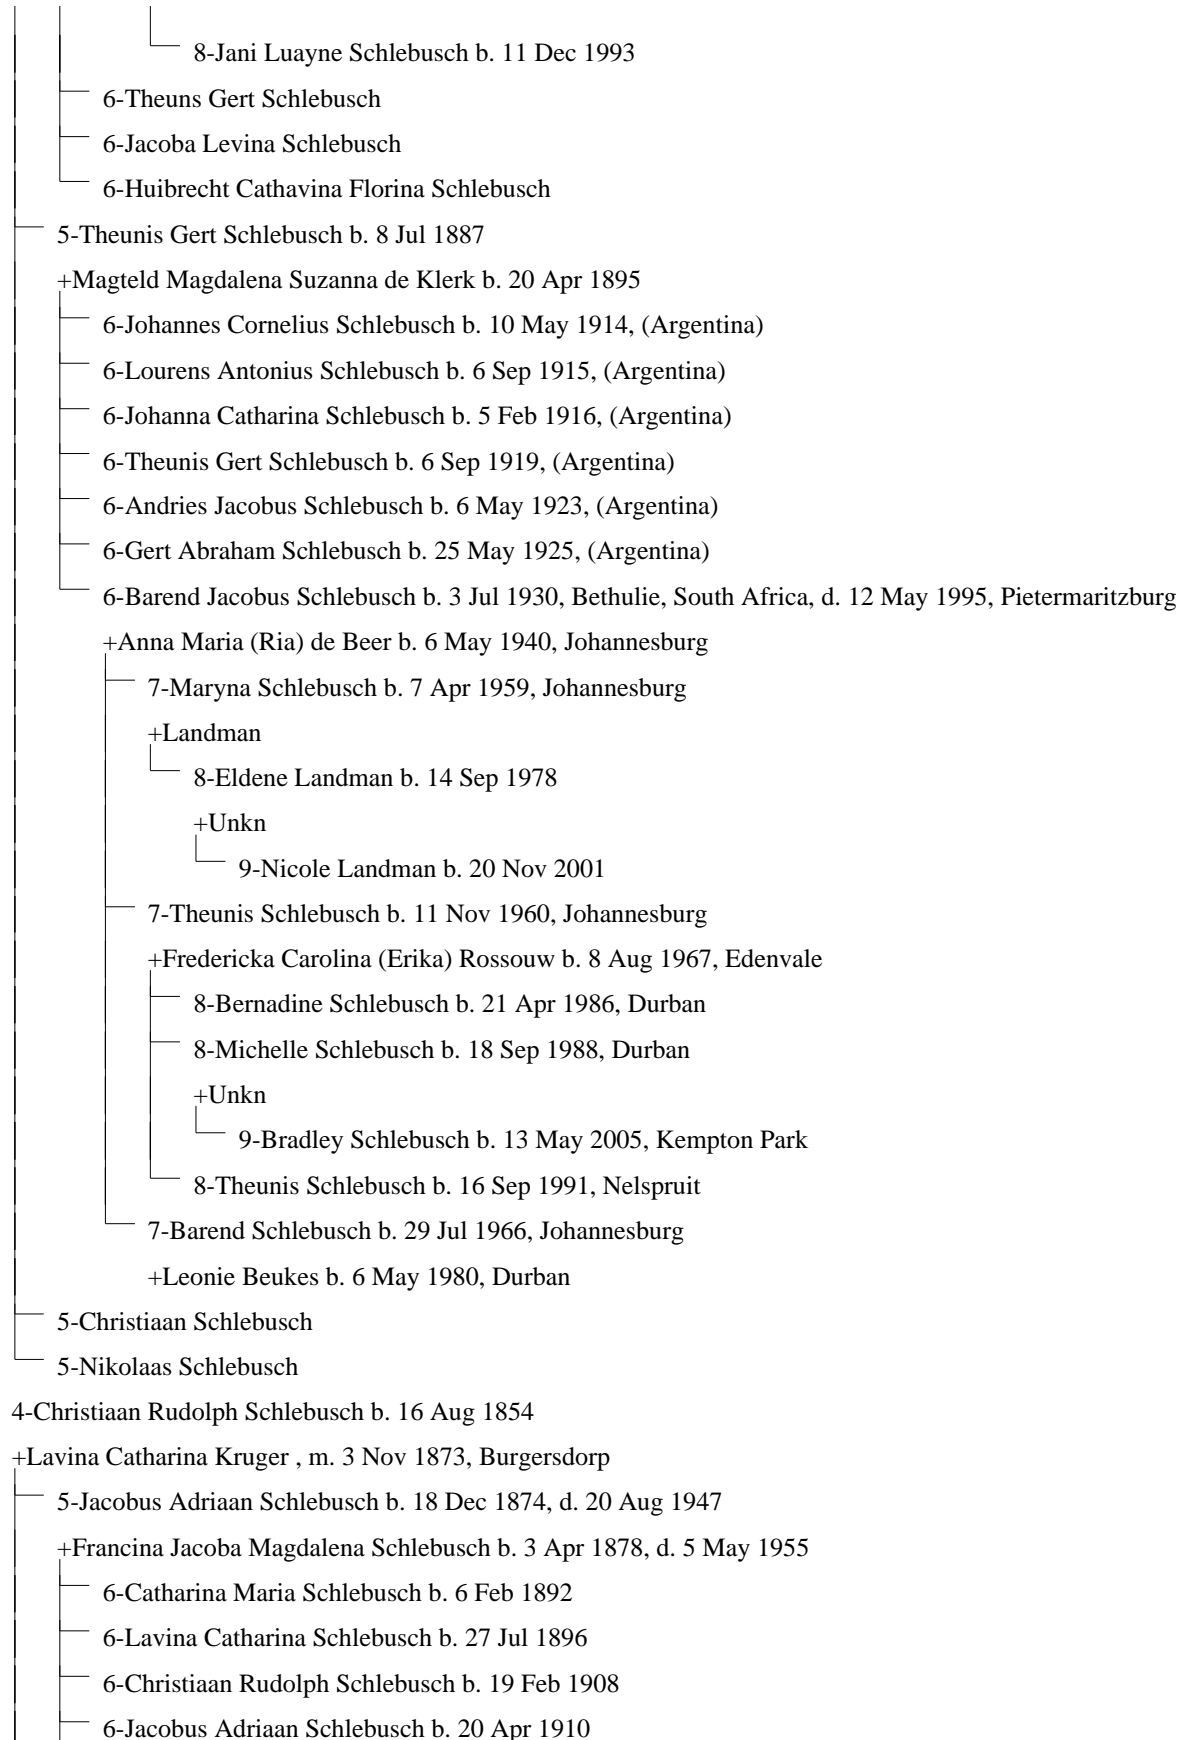 8-Jani Luayne Schlebusch b. 11 Dec 1993
6-Theuns Gert Schlebusch
6-Jacoba Levina Schlebusch
6-Huibrecht Cathavina Florina Schlebusch
5-Theunis Gert Schlebusch b. 8 Jul 1887
+Magteld Magdalena Suzanna de Klerk b. 20 Apr 1895
6-Johannes Cornelius Schlebusch b. 10 May 1914, (Argentina)
6-Lourens Antonius Schlebusch b. 6 Sep 1915, (Argentina)
6-Johanna Catharina Schlebusch b. 5 Feb 1916, (Argentina)
6-Theunis Gert Schlebusch b. 6 Sep 1919, (Argentina)
6-Andries Jacobus Schlebusch b. 6 May 1923, (Argentina)
6-Gert Abraham Schlebusch b. 25 May 1925, (Argentina)
6-Barend Jacobus Schlebusch b. 3 Jul 1930, Bethulie, South Africa, d. 12 May 1995, Pietermaritzburg
+Anna Maria (Ria) de Beer b. 6 May 1940, Johannesburg
7-Maryna Schlebusch b. 7 Apr 1959, Johannesburg
+Landman
8-Eldene Landman b. 14 Sep 1978
+Unkn
9-Nicole Landman b. 20 Nov 2001
7-Theunis Schlebusch b. 11 Nov 1960, Johannesburg
+Fredericka Carolina (Erika) Rossouw b. 8 Aug 1967, Edenvale
8-Bernadine Schlebusch b. 21 Apr 1986, Durban
8-Michelle Schlebusch b. 18 Sep 1988, Durban
+Unkn
9-Bradley Schlebusch b. 13 May 2005, Kempton Park
8-Theunis Schlebusch b. 16 Sep 1991, Nelspruit
7-Barend Schlebusch b. 29 Jul 1966, Johannesburg
+Leonie Beukes b. 6 May 1980, Durban
5-Christiaan Schlebusch
5-Nikolaas Schlebusch
4-Christiaan Rudolph Schlebusch b. 16 Aug 1854
+Lavina Catharina Kruger , m. 3 Nov 1873, Burgersdorp
5-Jacobus Adriaan Schlebusch b. 18 Dec 1874, d. 20 Aug 1947
+Francina Jacoba Magdalena Schlebusch b. 3 Apr 1878, d. 5 May 1955
6-Catharina Maria Schlebusch b. 6 Feb 1892
6-Lavina Catharina Schlebusch b. 27 Jul 1896
6-Christiaan Rudolph Schlebusch b. 19 Feb 1908
6-Jacobus Adriaan Schlebusch b. 20 Apr 1910